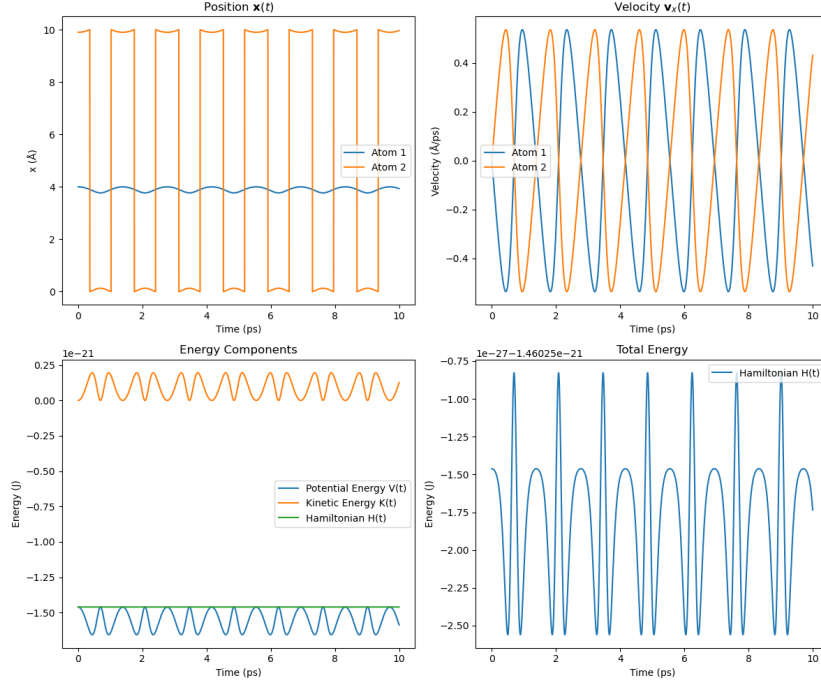 Position x(t)
10
8
6
4
2
0
x (Å)
Atom 1
Atom 2
0 2 4 6 8 10
Time (ps)
Velocity vₓ(t)
0.4
0.2
0.0
−0.2
−0.4
Velocity (Å/ps)
Atom 1
Atom 2
0 2 4 6 8 10
Time (ps)
Energy Components
1e−21
0.25
0.00
−0.25
−0.50
−0.75
−1.00
−1.25
−1.50
Energy (J)
Potential Energy V(t)
Kinetic Energy K(t)
Hamiltonian H(t)
0 2 4 6 8 10
Time (ps)
Total Energy
1e−27−1.46025e−21
−0.75
−1.00
−1.25
−1.50
−1.75
−2.00
−2.25
−2.50
Energy (J)
Hamiltonian H(t)
0 2 4 6 8 10
Time (ps)